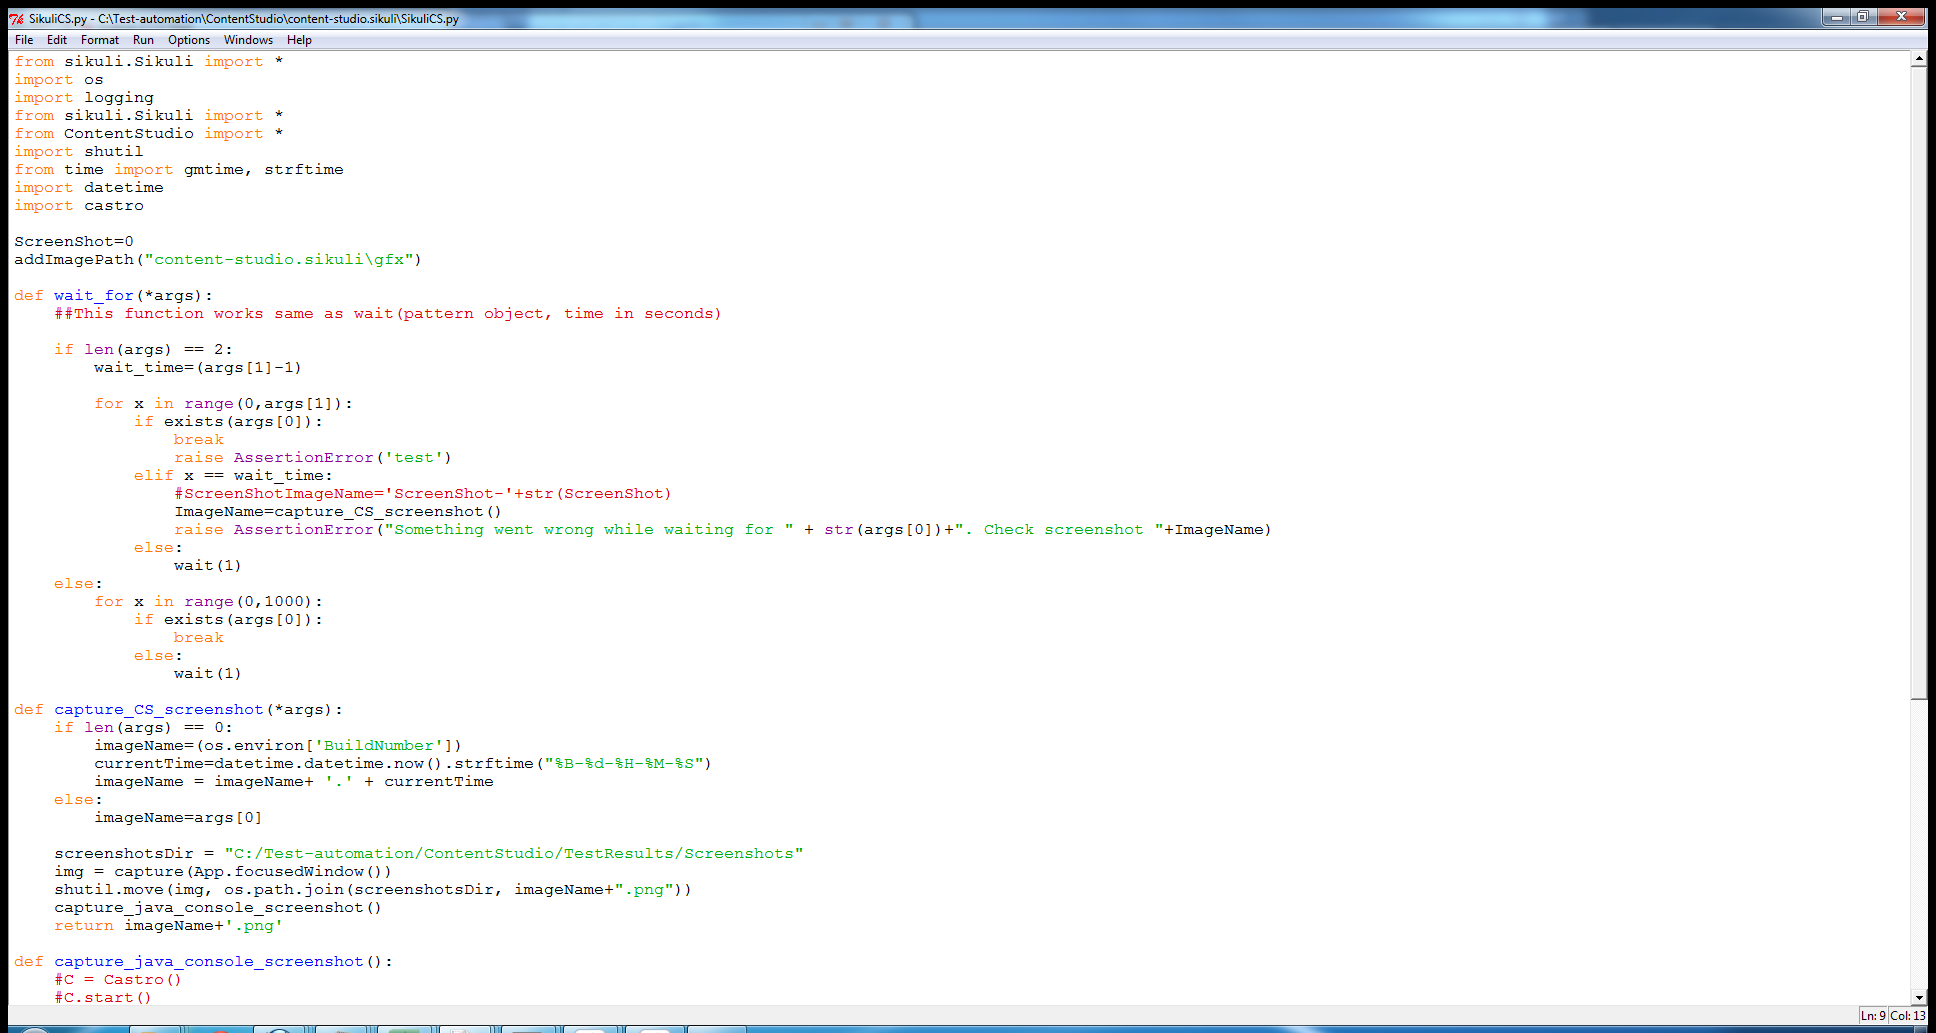 SikuliCS.py - C:\Test-automation\ContentStudio\content-studio.sikuli\SikuliCS.py
File Edit Format Run Options Windows Help
from sikuli.Sikuli import *
import os
import logging
from sikuli.Sikuli import *
from ContentStudio import *
import shutil
from time import gmtime, strftime
import datetime
import castro

ScreenShot=0
addImagePath("content-studio.sikuli\gfx")

def wait_for(*args):
    ##This function works same as wait(pattern object, time in seconds)

    if len(args) == 2:
        wait_time=(args[1]-1)

        for x in range(0,args[1]):
            if exists(args[0]):
                break
                raise AssertionError('test')
            elif x == wait_time:
                #ScreenShotImageName='ScreenShot-'+str(ScreenShot)
                ImageName=capture_CS_screenshot()
                raise AssertionError("Something went wrong while waiting for " + str(args[0])+". Check screenshot "+ImageName)
            else:
                wait(1)
    else:
        for x in range(0,1000):
            if exists(args[0]):
                break
            else:
                wait(1)

def capture_CS_screenshot(*args):
    if len(args) == 0:
        imageName=(os.environ['BuildNumber'])
        currentTime=datetime.datetime.now().strftime("%B-%d-%H-%M-%S")
        imageName = imageName+ '.' + currentTime
    else:
        imageName=args[0]

    screenshotsDir = "C:/Test-automation/ContentStudio/TestResults/Screenshots"
    img = capture(App.focusedWindow())
    shutil.move(img, os.path.join(screenshotsDir, imageName+".png"))
    capture_java_console_screenshot()
    return imageName+'.png'

def capture_java_console_screenshot():
    #C = Castro()
    #C.start()
Ln: 9 Col: 13